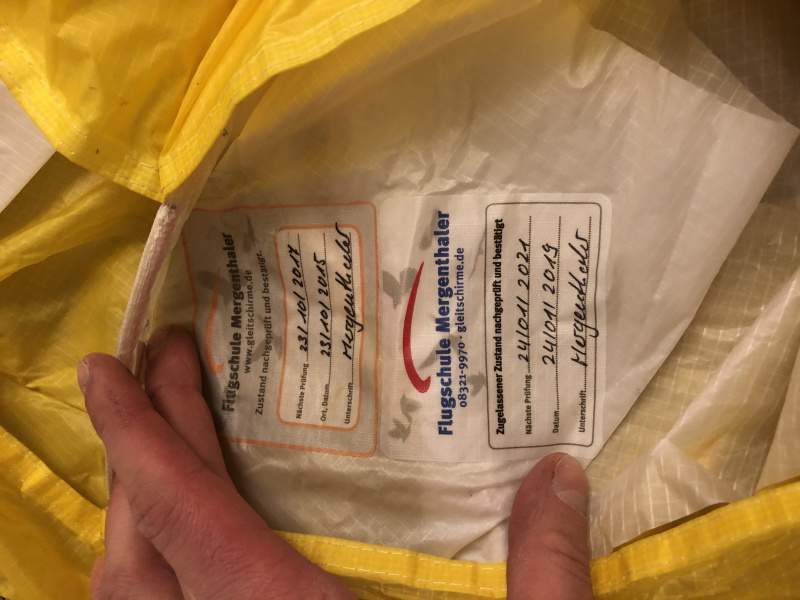 Flugschule Mergenthaler
www.gleitschirme.de
Zustand nachgeprüft und bestätigt.
Nächste Prüfung 23/10/2017
Ort, Datum 23/10/2015
Unterschrift Mergenthaler
Flugschule Mergenthaler
08321-9970 · gleitschirme.de
Zugelassener Zustand nachgeprüft und bestätigt
Nächste Prüfung 24/01/2021
Datum 24/01/2019
Unterschrift Mergenthaler